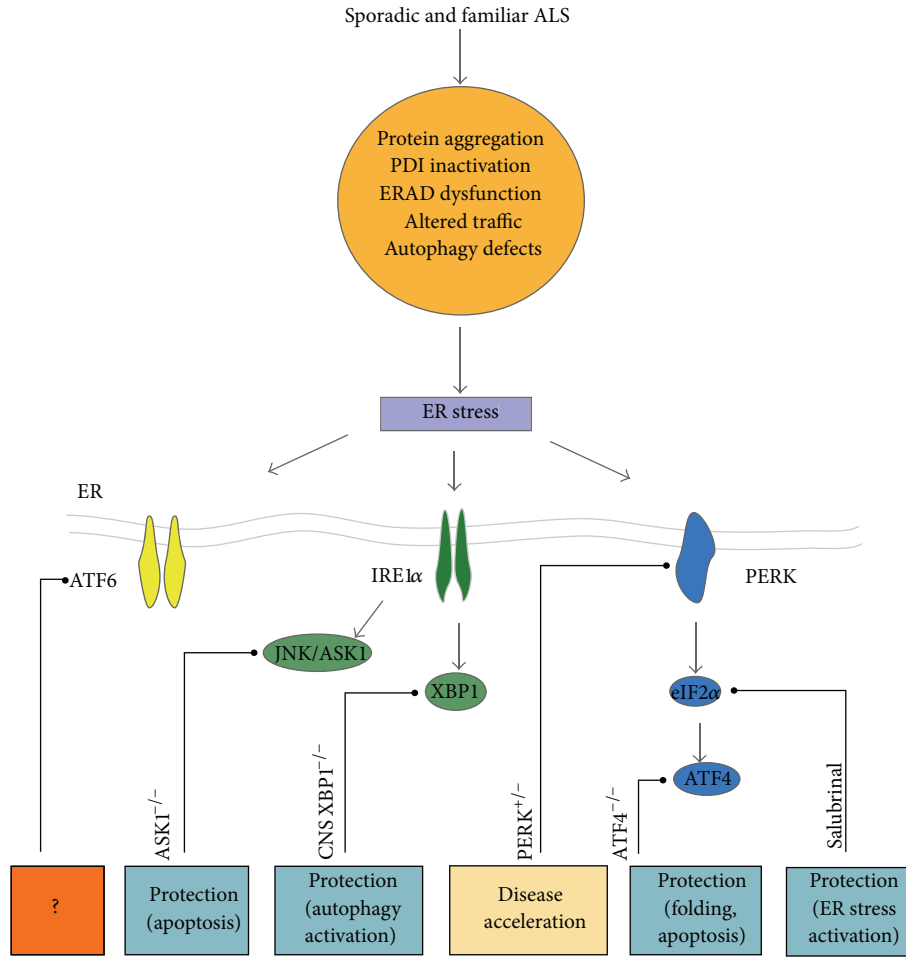 Sporadic and familiar ALS
Protein aggregation
PDI inactivation
ERAD dysfunction
Altered traffic
Autophagy defects
ER stress
ER
ATF6
IRE1α
PERK
JNK/ASK1
XBP1
eIF2α
ATF4
ASK1⁻/⁻
CNS XBP1⁻/⁻
PERK⁺/⁻
ATF4⁻/⁻
Salubrinal
?
Protection
(apoptosis)
Protection
(autophagy
activation)
Disease
acceleration
Protection
(folding,
apoptosis)
Protection
(ER stress
activation)